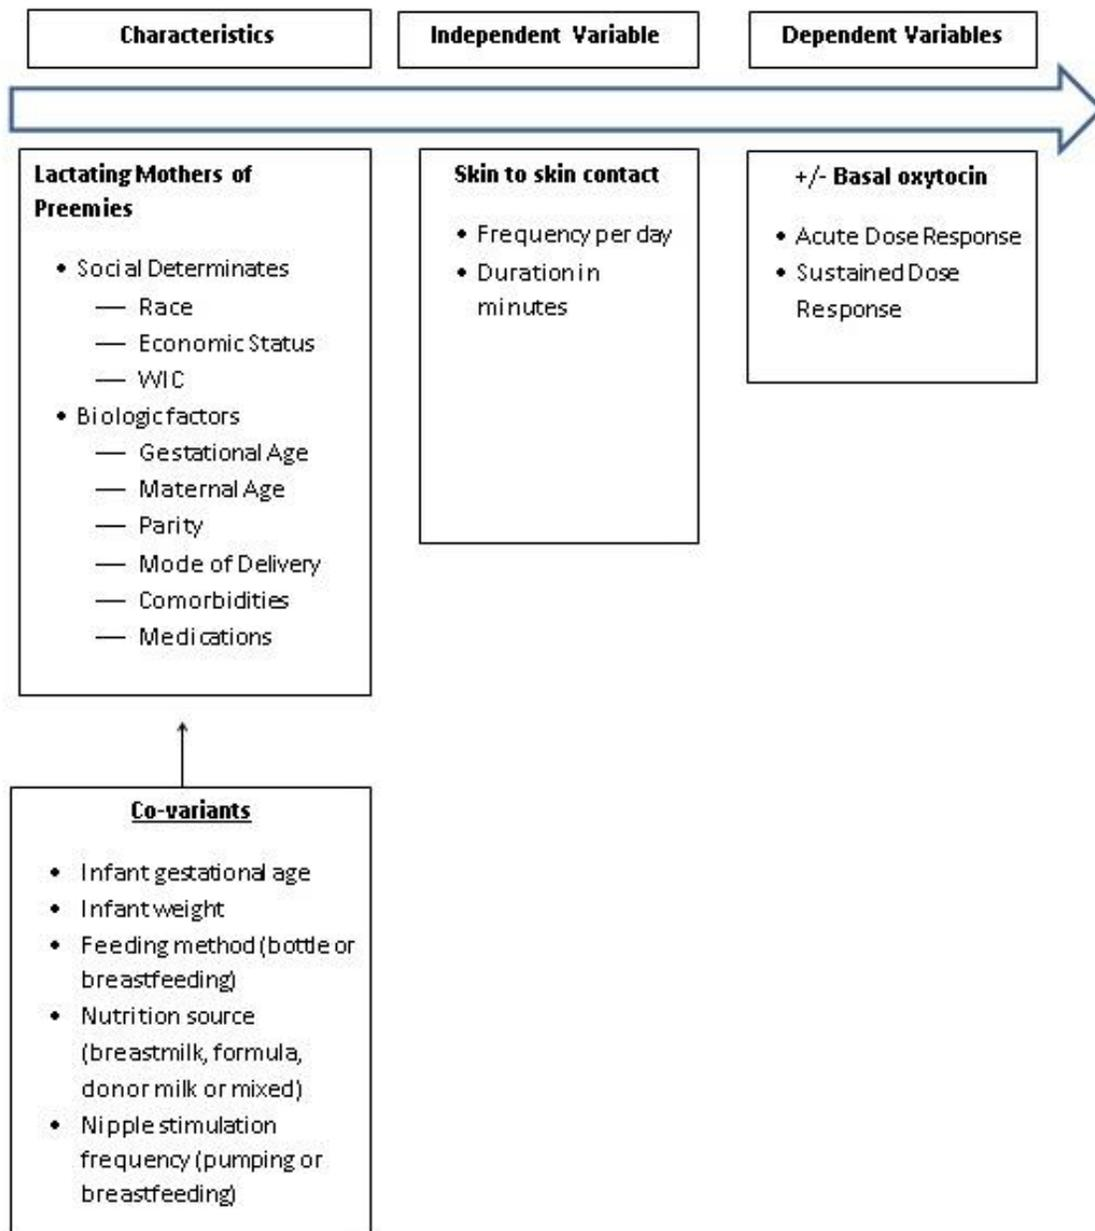 Characteristics
Independent Variable
Dependent Variables
Lactating Mothers of
Preemies
• Social Determinates
— Race
— Economic Status
— WIC
• Biologic factors
— Gestational Age
— Maternal Age
— Parity
— Mode of Delivery
— Comorbidities
— Medications
Skin to skin contact
• Frequency per day
• Duration in
minutes
+/- Basal oxytocin
• Acute Dose Response
• Sustained Dose
Response
Co-variants
• Infant gestational age
• Infant weight
• Feeding method (bottle or
breastfeeding)
• Nutrition source
(breastmilk, formula,
donor milk or mixed)
• Nipple stimulation
frequency (pumping or
breastfeeding)